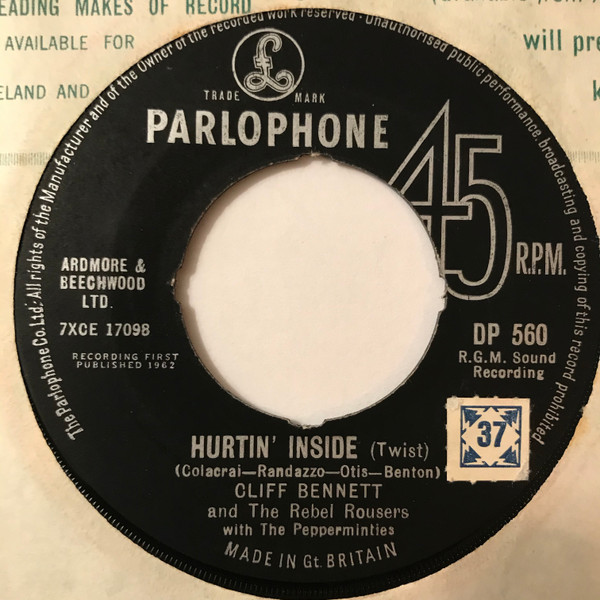 EADING MAKES OF RECORD
AVAILABLE FOR
ELAND AND
will pre
The Parlophone Co. Ltd: All rights of the Manufacturer and of the Owner of the recorded work reserved · Unauthorised public performance, broadcasting and copying of this record prohibited
£
TRADE MARK
PARLOPHONE
45
R.P.M.
ARDMORE &
BEECHWOOD
LTD.
7XCE 17098
RECORDING FIRST
PUBLISHED 1962
DP 560
R.G.M. Sound
Recording
37
HURTIN' INSIDE (Twist)
(Colacrai—Randazzo—Otis—Benton)
CLIFF BENNETT
and The Rebel Rousers
with The Pepperminties
MADE IN Gt. BRITAIN